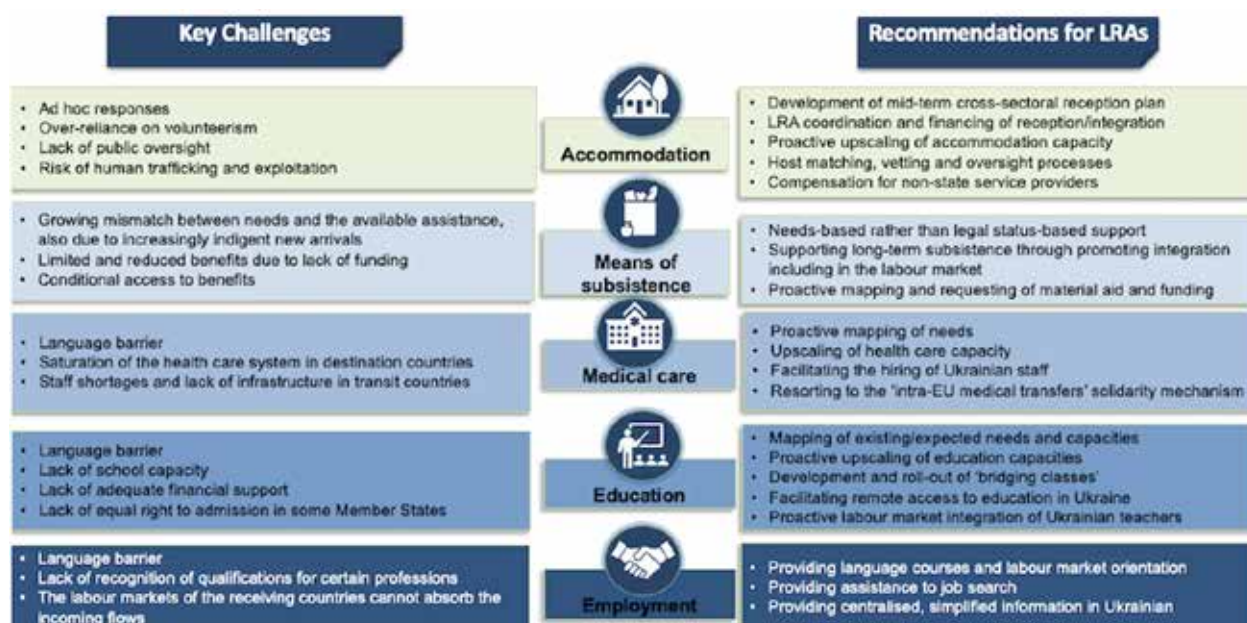 Key Challenges
Recommendations for LRAs
• Ad hoc responses
• Over-reliance on volunteerism
• Lack of public oversight
• Risk of human trafficking and exploitation
Accommodation
• Development of mid-term cross-sectoral reception plan
• LRA coordination and financing of reception/integration
• Proactive upscaling of accommodation capacity
• Host matching, vetting and oversight processes
• Compensation for non-state service providers
• Growing mismatch between needs and the available assistance,
also due to increasingly indigent new arrivals
• Limited and reduced benefits due to lack of funding
• Conditional access to benefits
Means of
subsistence
• Needs-based rather than legal status-based support
• Supporting long-term subsistence through promoting integration
including in the labour market
• Proactive mapping and requesting of material aid and funding
• Language barrier
• Saturation of the health care system in destination countries
• Staff shortages and lack of infrastructure in transit countries
Medical care
• Proactive mapping of needs
• Upscaling of health care capacity
• Facilitating the hiring of Ukrainian staff
• Resorting to the 'intra-EU medical transfers' solidarity mechanism
• Language barrier
• Lack of school capacity
• Lack of adequate financial support
• Lack of equal right to admission in some Member States
Education
• Mapping of existing/expected needs and capacities
• Proactive upscaling of education capacities
• Development and roll-out of 'bridging classes'
• Facilitating remote access to education in Ukraine
• Proactive labour market integration of Ukrainian teachers
• Language barrier
• Lack of recognition of qualifications for certain professions
• The labour markets of the receiving countries cannot absorb the
incoming flows
Employment
• Providing language courses and labour market orientation
• Providing assistance to job search
• Providing centralised, simplified information in Ukrainian